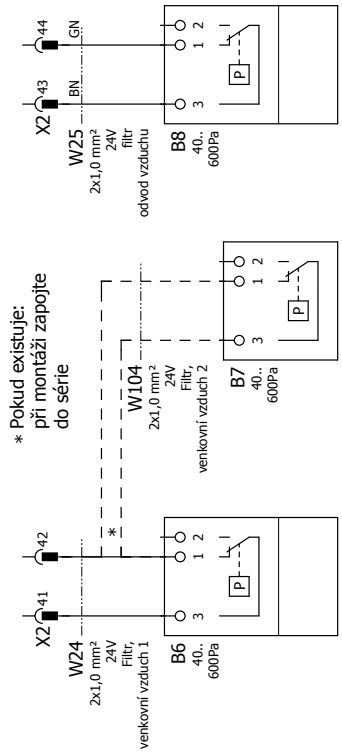 * Pokud existuje:
při montáži zapojte
do série
X2
41
42
*
W24
2x1,0 mm²
24V
Filtr,
venkovní vzduch 1
B6
40..
600Pa
3
1
2
P
W104
2x1,0 mm²
24V
Filtr,
venkovní vzduch 2
B7
40..
600Pa
3
1
2
P
X2
43
44
BN
GN
W25
2x1,0 mm²
24V
filtr
odvod vzduchu
B8
40..
600Pa
3
1
2
P